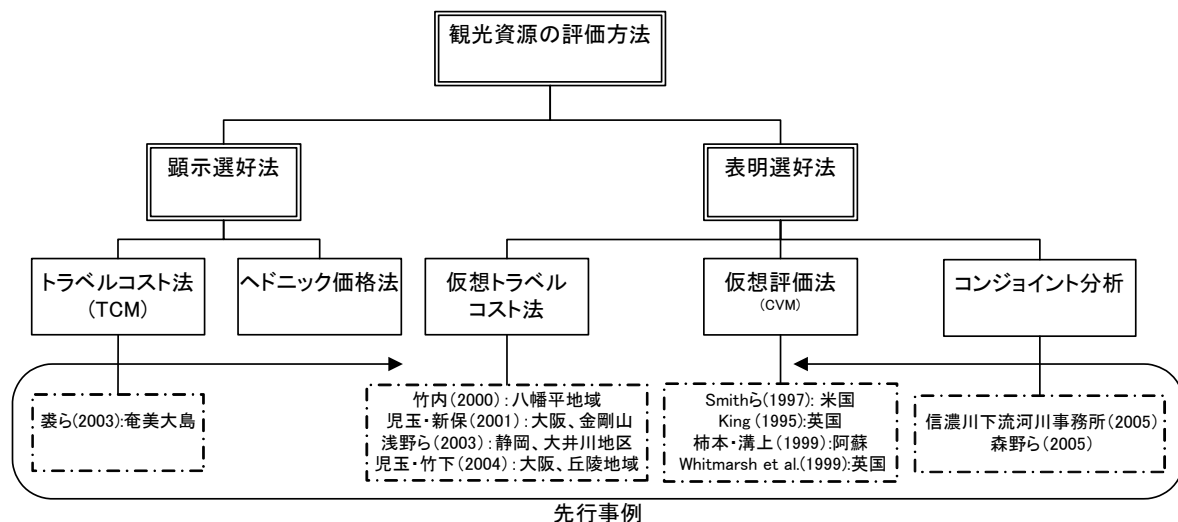 観光資源の評価方法
顕示選好法
表明選好法
トラベルコスト法
(TCM)
ヘドニック価格法
仮想トラベル
コスト法
仮想評価法
(CVM)
コンジョイント分析
裘ら(2003):奄美大島
竹内(2000):八幡平地域
児玉・新保(2001):大阪、金剛山
浅野ら(2003):静岡、大井川地区
児玉・竹下(2004):大阪、丘陵地域
Smithら(1997):米国
King(1995):英国
柿本・溝上(1999):阿蘇
Whitmarsh et al.(1999):英国
信濃川下流河川事務所(2005)
森野ら(2005)
先行事例